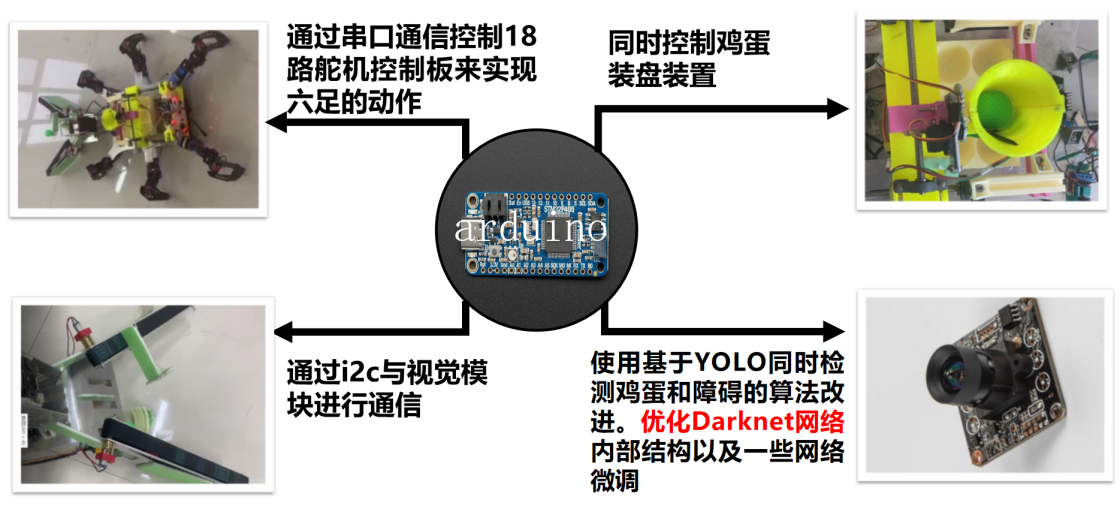 通过串口通信控制18
路舵机控制板来实现
六足的动作
同时控制鸡蛋
装盘装置
STM32F405
arduino
通过i2c与视觉模
块进行通信
使用基于YOLO同时检
测鸡蛋和障碍的算法改
进。优化Darknet网络
内部结构以及一些网络
微调